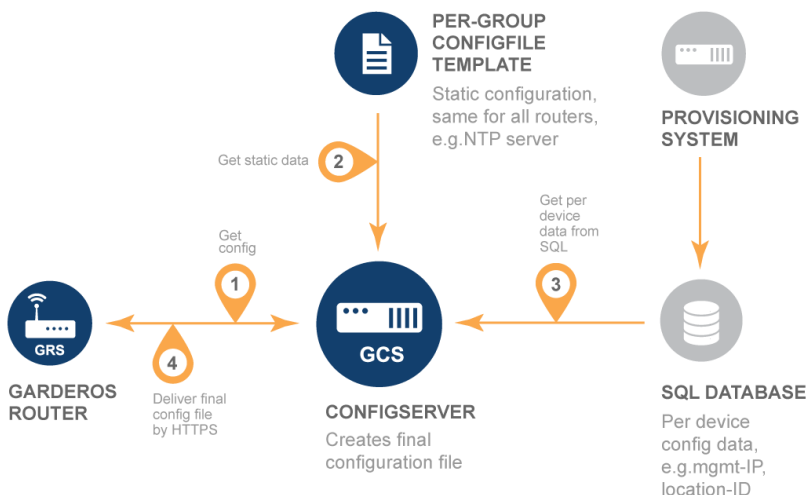 PER-GROUP
CONFIGFILE
TEMPLATE
Static configuration,
same for all routers,
e.g.NTP server
PROVISIONING
SYSTEM
Get static data
2
Get per
device
data from
SQL
3
Get
config
1
GRS
4
GCS
GARDEROS
ROUTER
Deliver final
config file
by HTTPS
CONFIGSERVER
Creates final
configuration file
SQL DATABASE
Per device
config data,
e.g.mgmt-IP,
location-ID